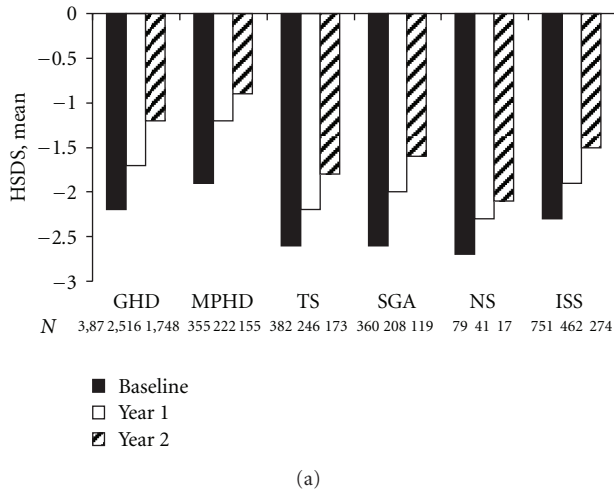 0
−0.5
−1
−1.5
−2
−2.5
−3
HSDS, mean
GHD MPHD TS SGA NS ISS
N 3,87 2,516 1,748 355 222 155 382 246 173 360 208 119 79 41 17 751 462 274
Baseline
Year 1
Year 2
(a)